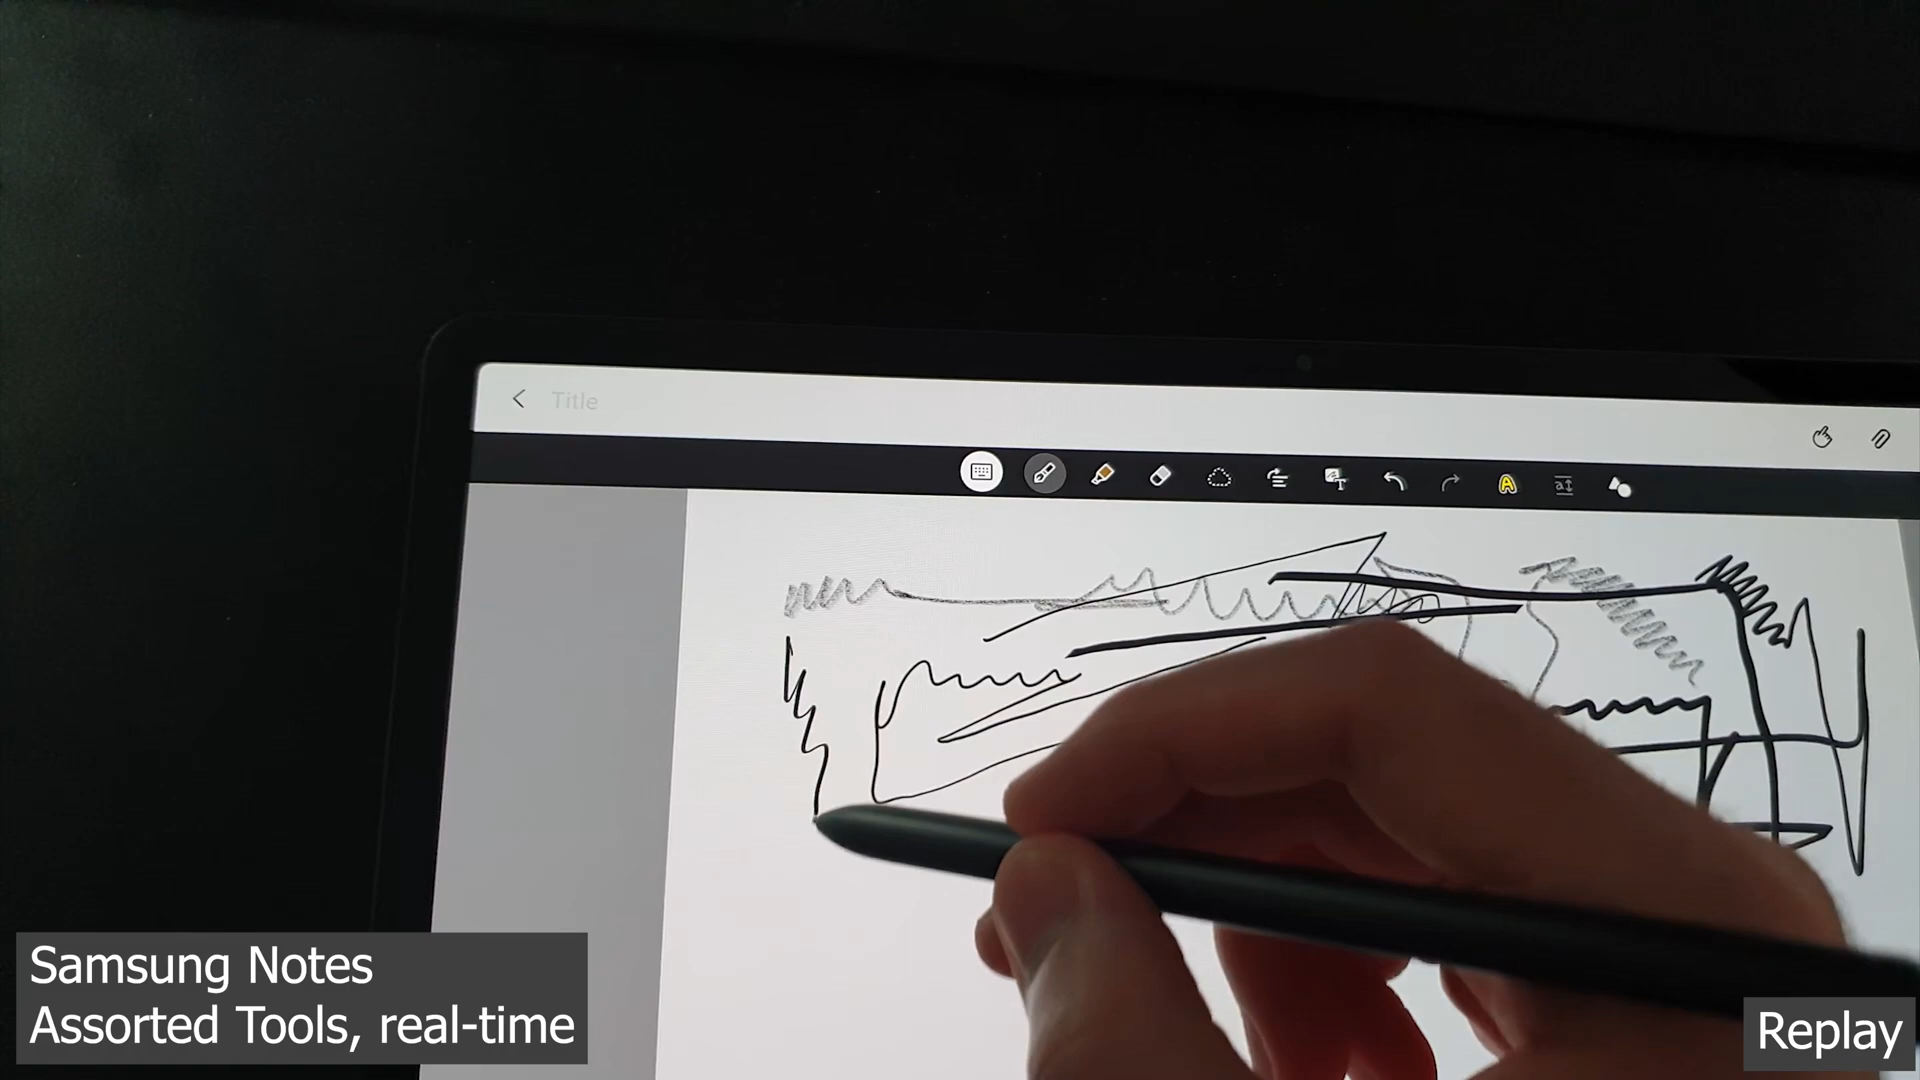 Title
A
Samsung Notes
Assorted Tools, real-time
Replay